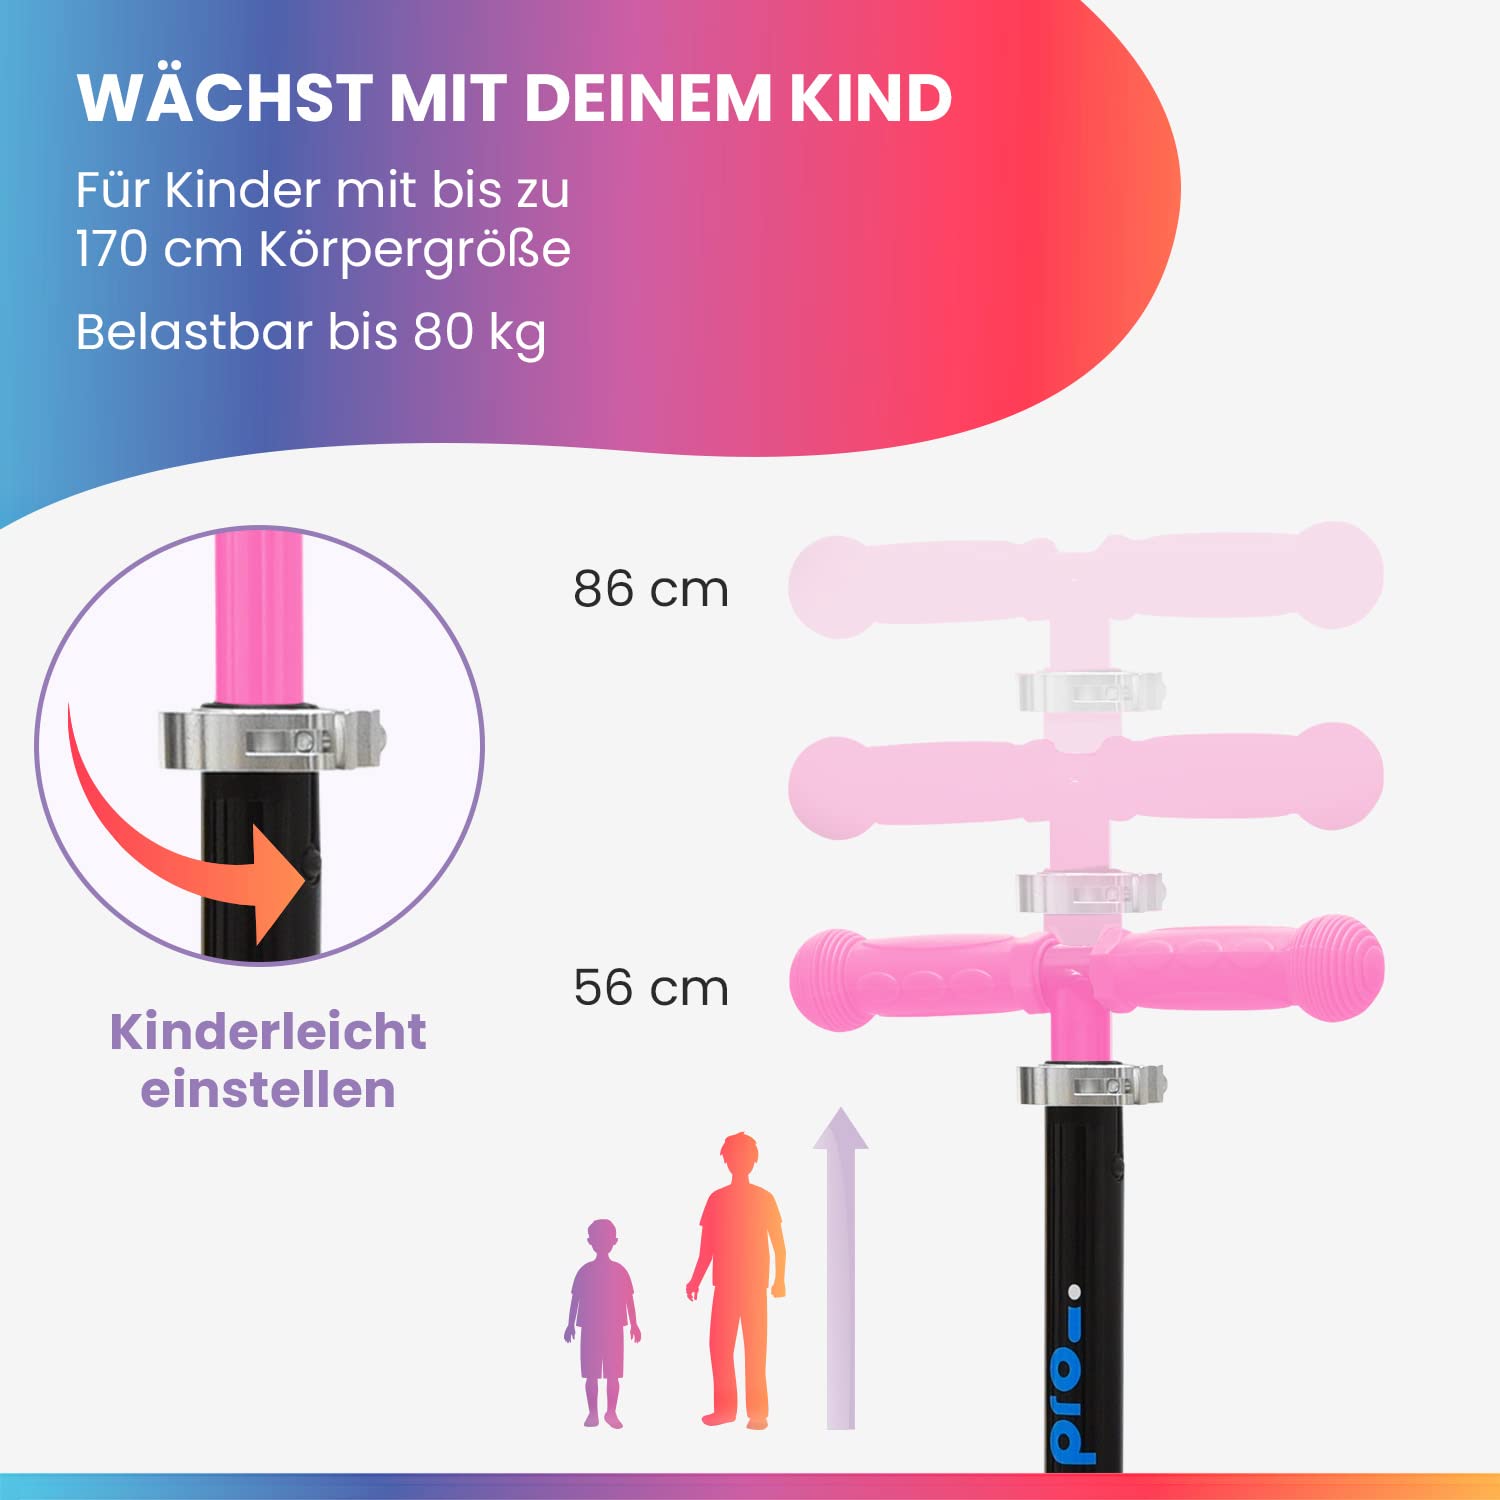 WÄCHST MIT DEINEM KIND
Für Kinder mit bis zu
170 cm Körpergröße
Belastbar bis 80 kg
86 cm
56 cm
Kinderleicht
einstellen
pro